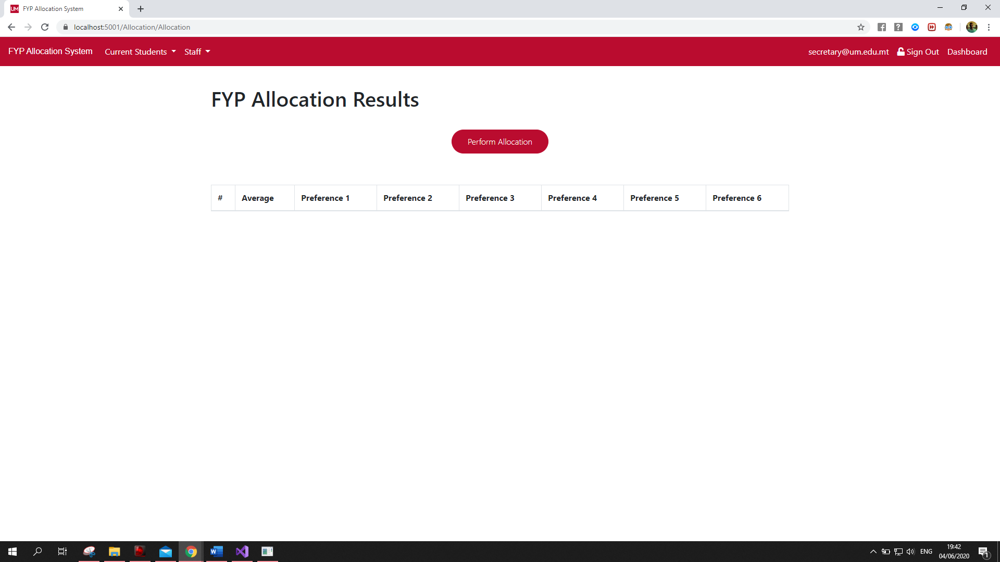 UM FYP Allocation System
localhost:5001/Allocation/Allocation
FYP Allocation System Current Students Staff secretary@um.edu.mt Sign Out Dashboard
FYP Allocation Results
Perform Allocation
# Average Preference 1 Preference 2 Preference 3 Preference 4 Preference 5 Preference 6
ENG 19:42
04/06/2020 1